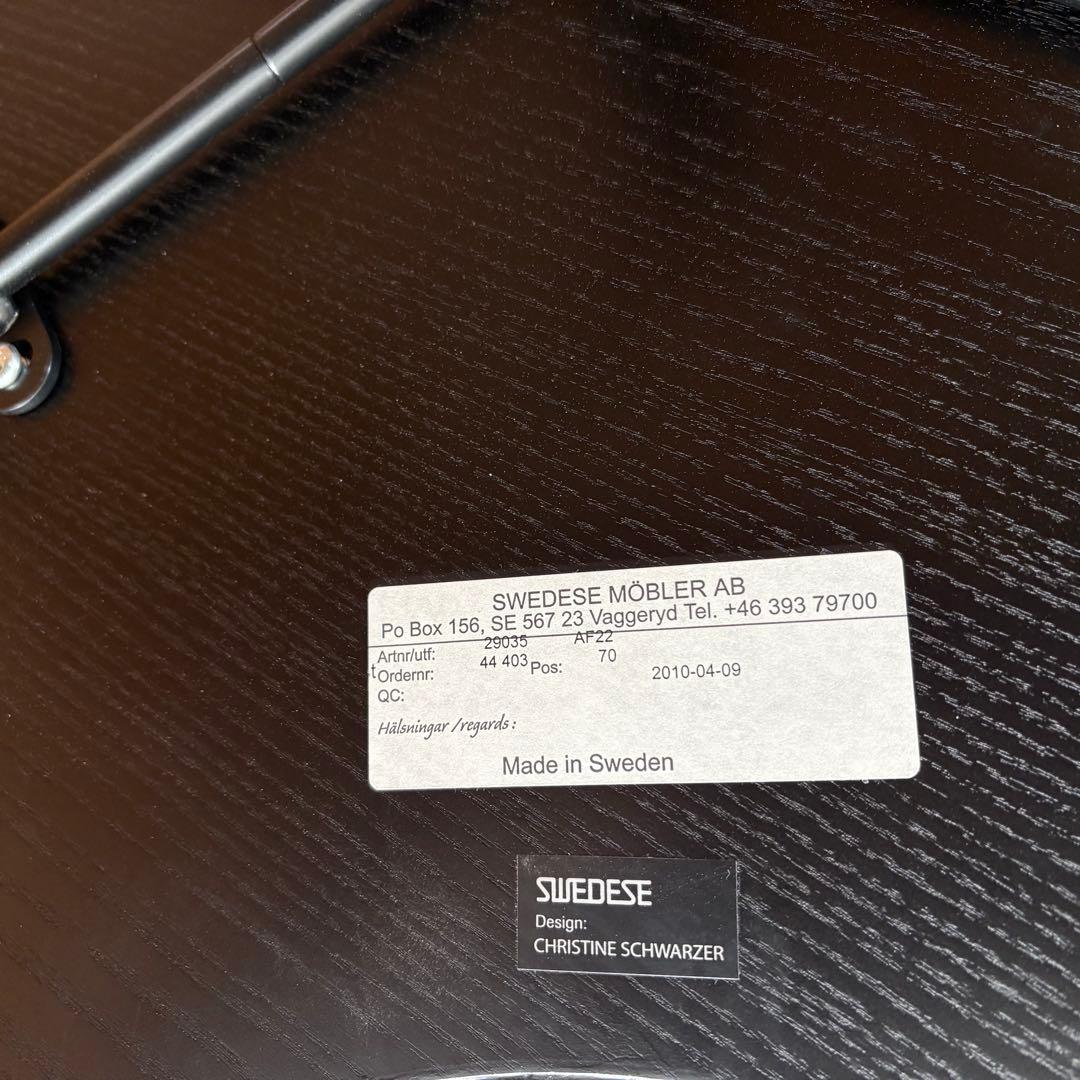 SWEDESE MÖBLER AB
Po Box 156, SE 567 23 Vaggeryd Tel. +46 393 79700
Artnr/utf: 29035 AF22
t Ordernr: 44 403 Pos: 70 2010-04-09
QC:
Hälsningar /regards :
Made in Sweden
SWEDESE
Design:
CHRISTINE SCHWARZER